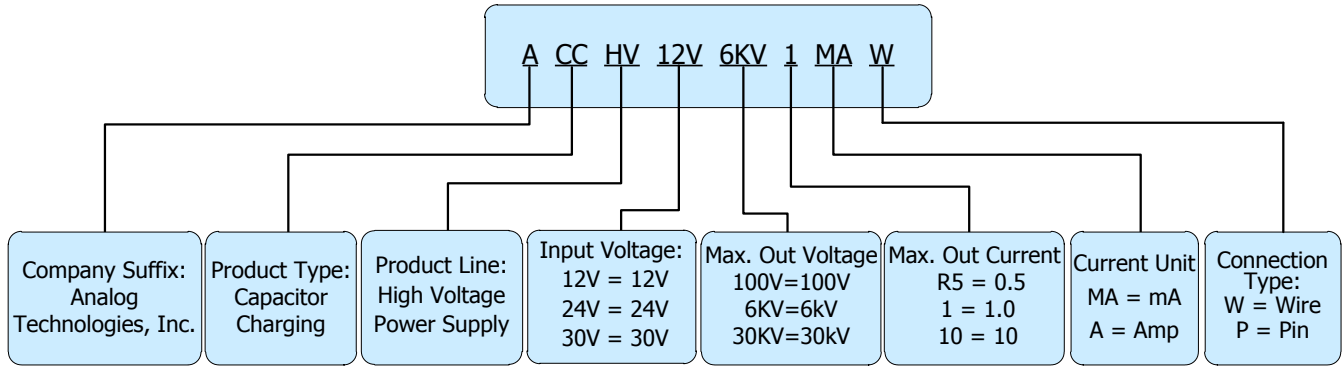 A CC HV 12V 6KV 1 MA W
Company Suffix:
Analog
Technologies, Inc.
Product Type:
Capacitor
Charging
Product Line:
High Voltage
Power Supply
Input Voltage:
12V = 12V
24V = 24V
30V = 30V
Max. Out Voltage
100V=100V
6KV=6kV
30KV=30kV
Max. Out Current
R5 = 0.5
1 = 1.0
10 = 10
Current Unit
MA = mA
A = Amp
Connection
Type:
W = Wire
P = Pin